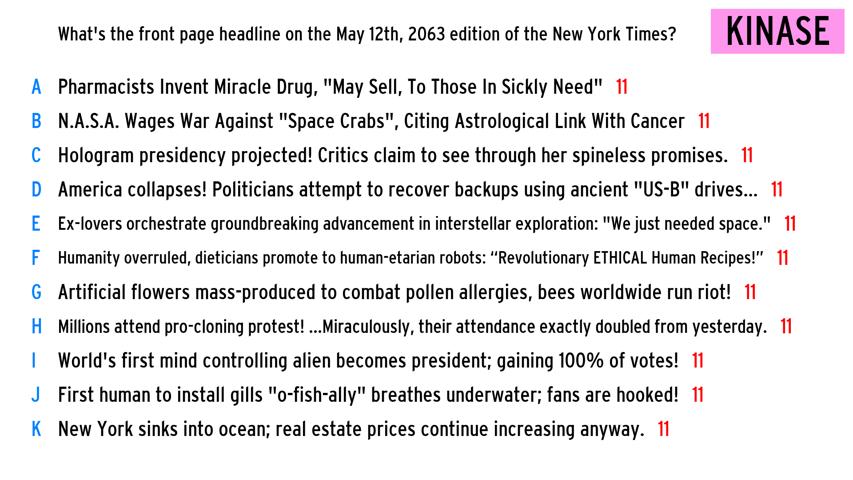 What's the front page headline on the May 12th, 2063 edition of the New York Times?
KINASE
A Pharmacists Invent Miracle Drug, "May Sell, To Those In Sickly Need" 11
B N.A.S.A. Wages War Against "Space Crabs", Citing Astrological Link With Cancer 11
C Hologram presidency projected! Critics claim to see through her spineless promises. 11
D America collapses! Politicians attempt to recover backups using ancient "US-B" drives... 11
E Ex-lovers orchestrate groundbreaking advancement in interstellar exploration: "We just needed space." 11
F Humanity overruled, dieticians promote to human-etarian robots: “Revolutionary ETHICAL Human Recipes!” 11
G Artificial flowers mass-produced to combat pollen allergies, bees worldwide run riot! 11
H Millions attend pro-cloning protest! ...Miraculously, their attendance exactly doubled from yesterday. 11
I World's first mind controlling alien becomes president; gaining 100% of votes! 11
J First human to install gills "o-fish-ally" breathes underwater; fans are hooked! 11
K New York sinks into ocean; real estate prices continue increasing anyway. 11